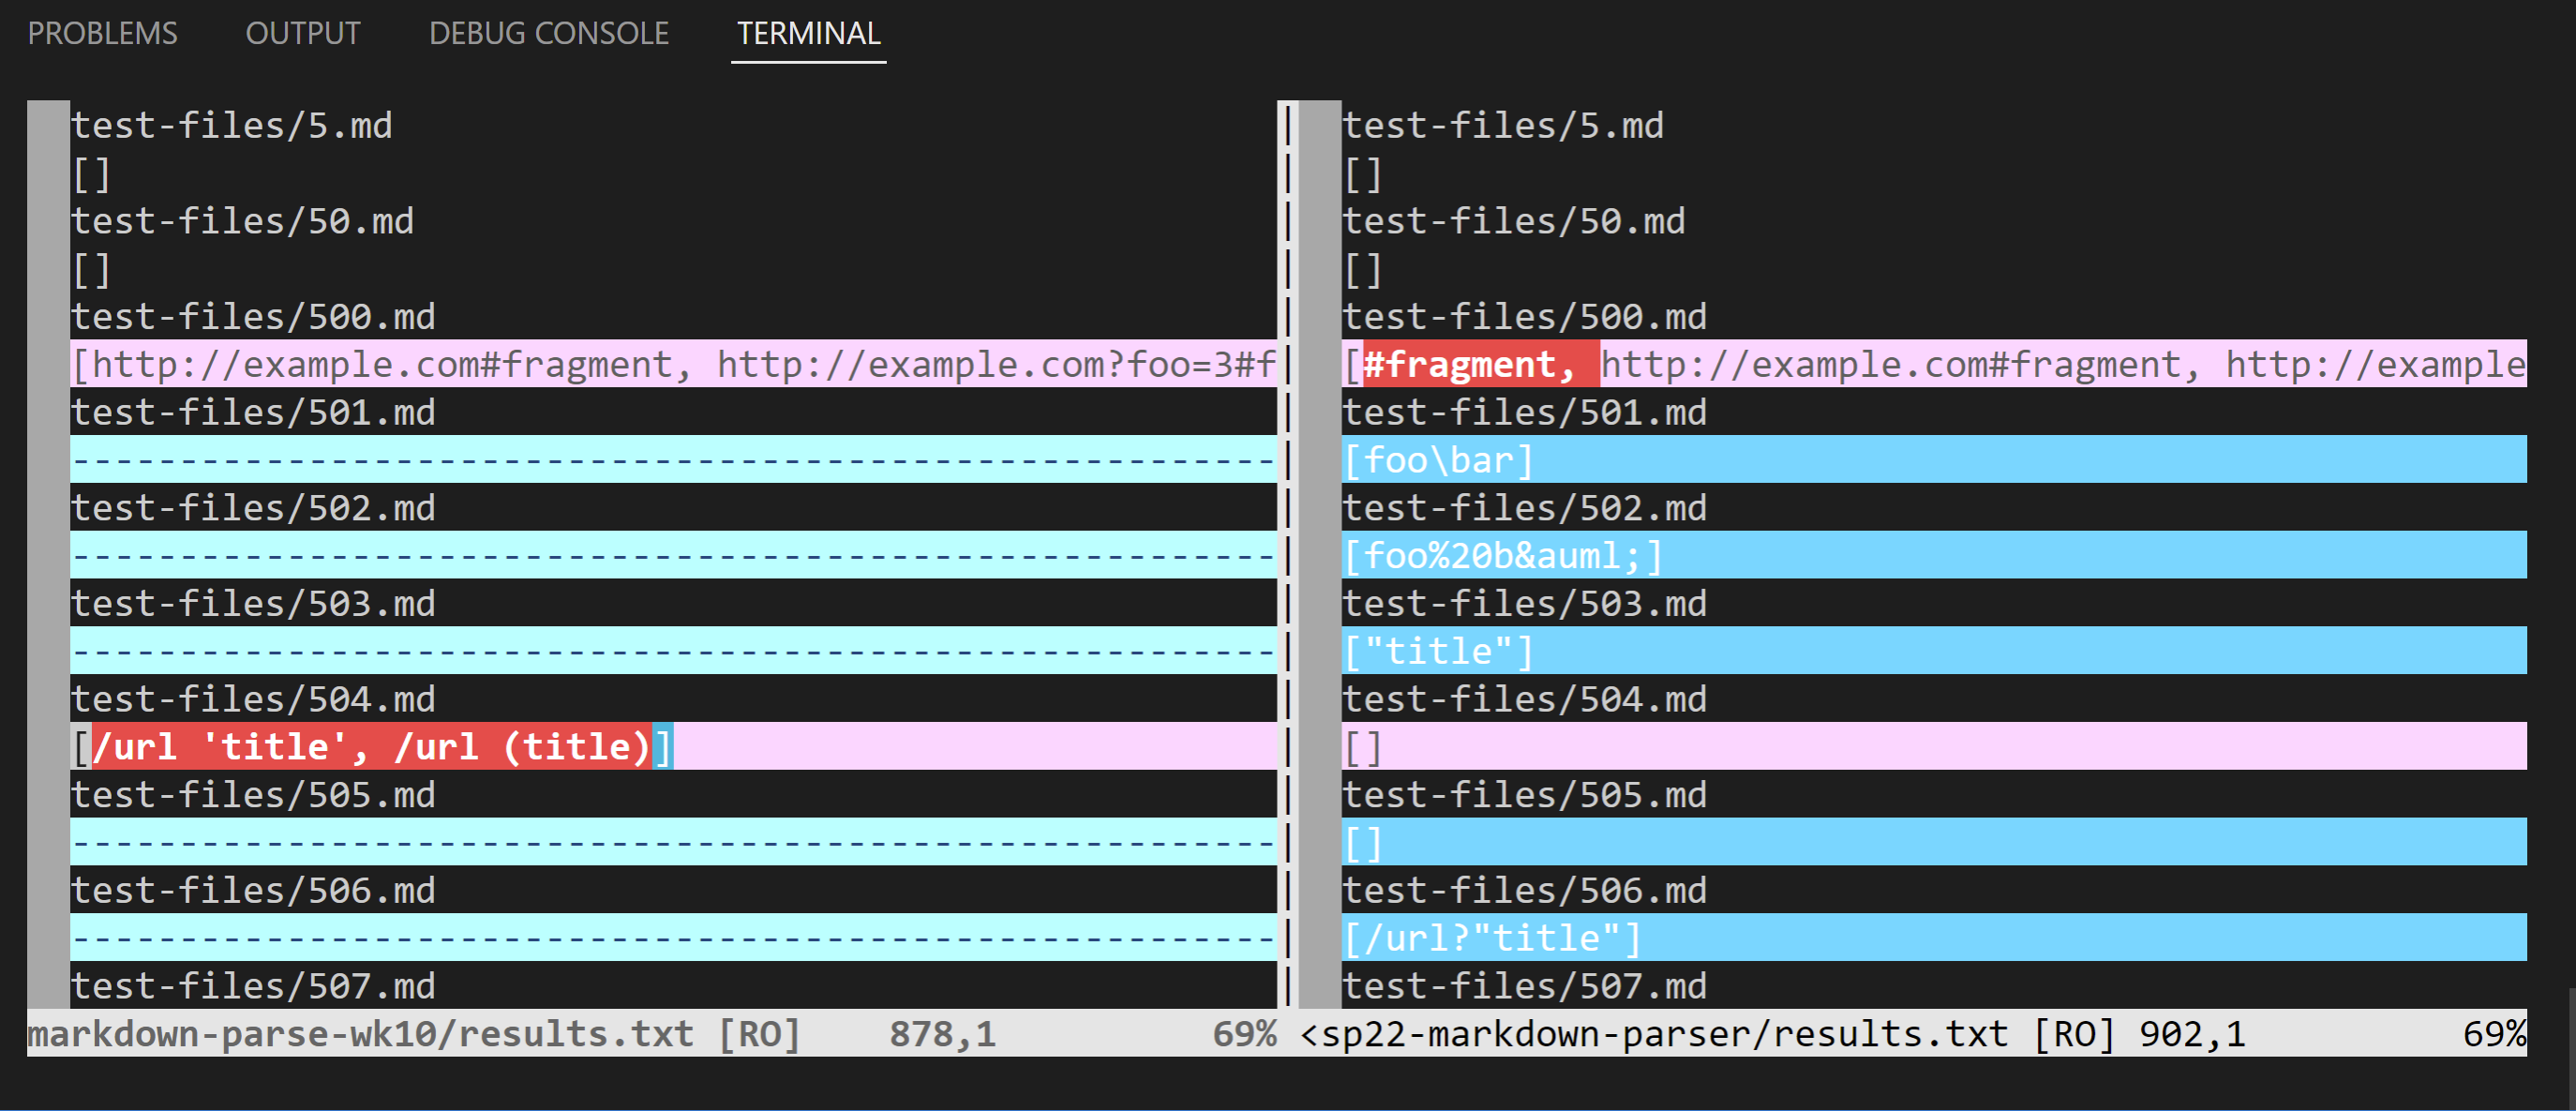 PROBLEMS OUTPUT DEBUG CONSOLE TERMINAL
test-files/5.md | test-files/5.md
[] | []
test-files/50.md | test-files/50.md
[] | []
test-files/500.md | test-files/500.md
[http://example.com#fragment, http://example.com?foo=3#f| [#fragment, http://example.com#fragment, http://example
test-files/501.md | test-files/501.md
--------------------------------------------------------| [foo\bar]
test-files/502.md | test-files/502.md
--------------------------------------------------------| [foo%20b&auml;]
test-files/503.md | test-files/503.md
--------------------------------------------------------| ["title"]
test-files/504.md | test-files/504.md
[/url 'title', /url (title)] | []
test-files/505.md | test-files/505.md
--------------------------------------------------------| []
test-files/506.md | test-files/506.md
--------------------------------------------------------| [/url?"title"]
test-files/507.md | test-files/507.md
markdown-parse-wk10/results.txt [RO] 878,1 69% <sp22-markdown-parser/results.txt [RO] 902,1 69%